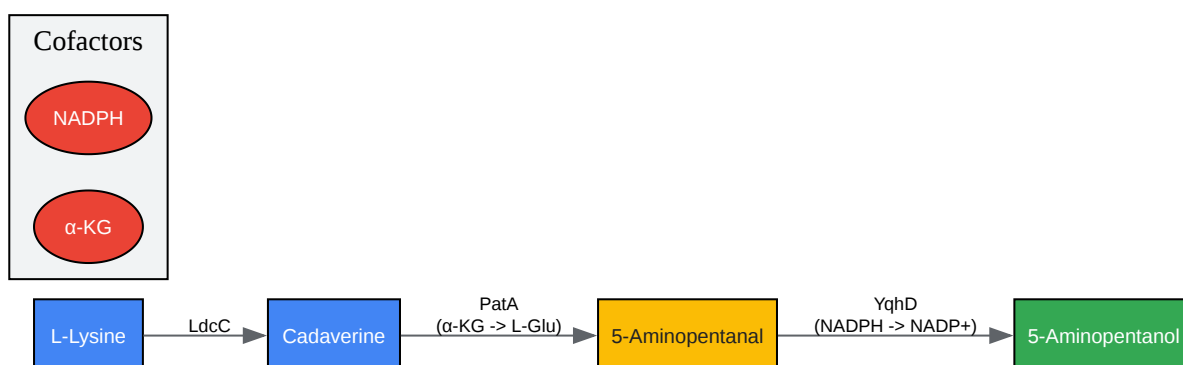 Cofactors
NADPH
α-KG
L-Lysine
LdcC
Cadaverine
PatA
(α-KG -> L-Glu)
5-Aminopentanal
YqhD
(NADPH -> NADP+)
5-Aminopentanol